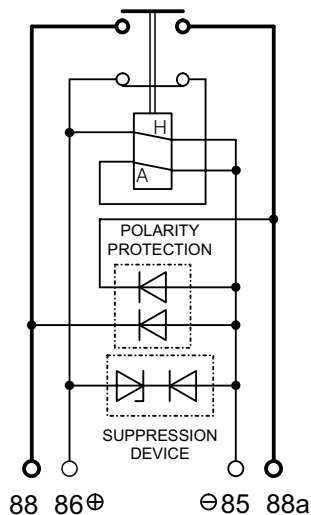 H
A
POLARITY
PROTECTION
SUPPRESSION
DEVICE
88 86⊕ ⊖85 88a